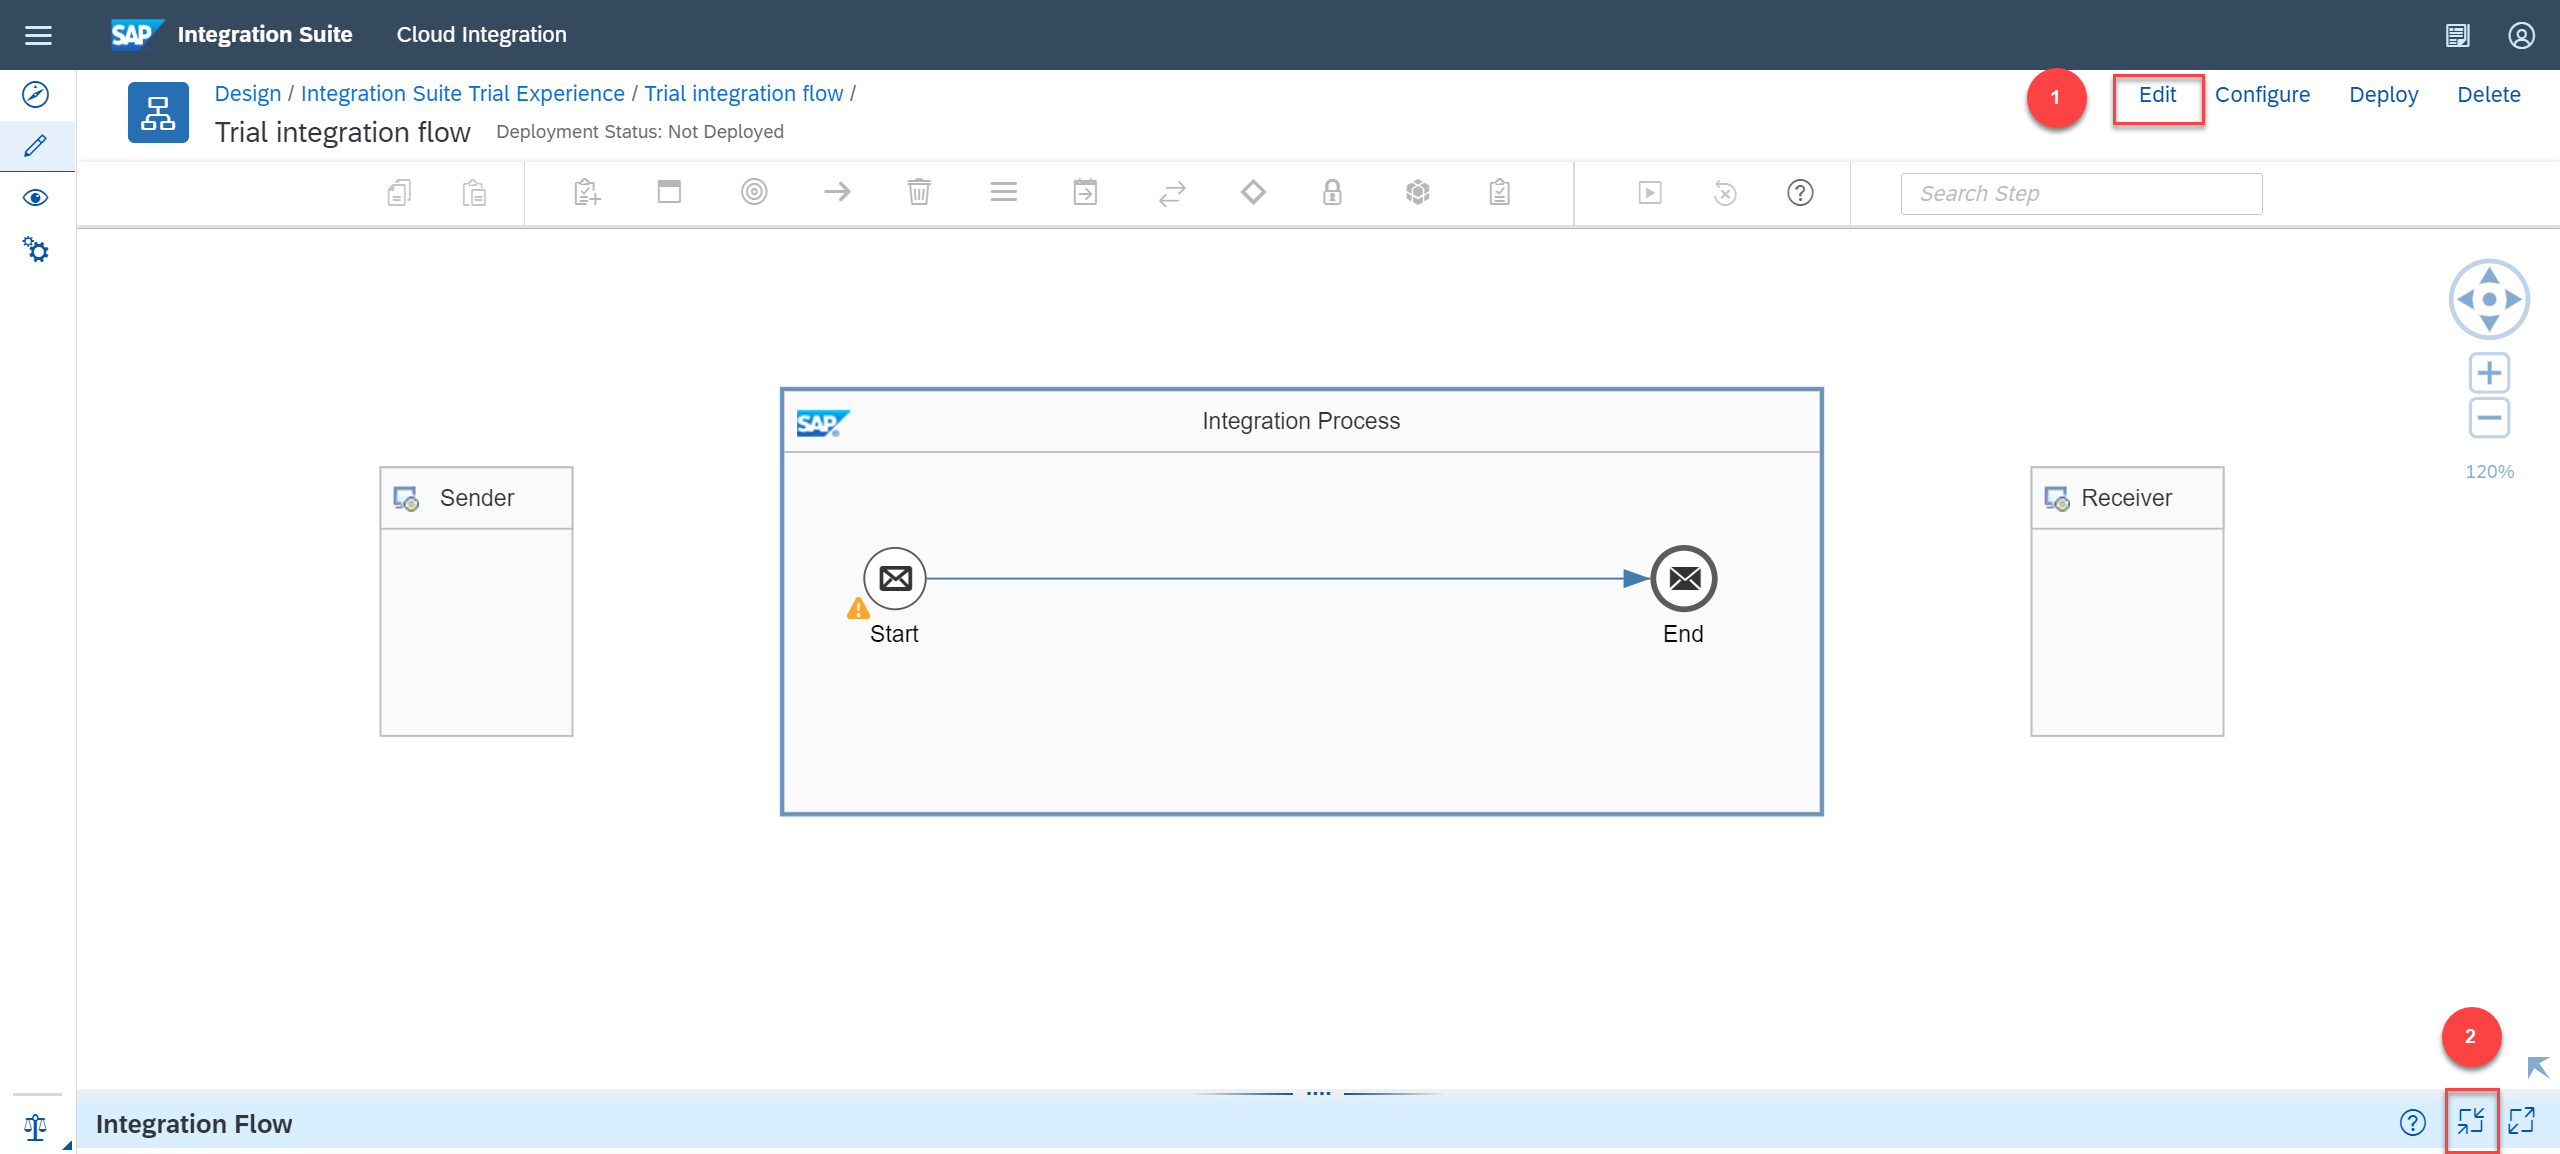 SAP Integration Suite Cloud Integration
Design / Integration Suite Trial Experience / Trial integration flow /
Trial integration flow Deployment Status: Not Deployed
1 Edit Configure Deploy Delete
Search Step
120%
SAP Integration Process
Sender
Receiver
Start
End
2
Integration Flow